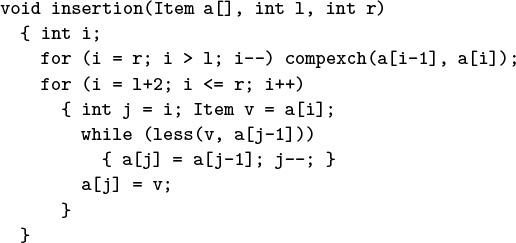 void insertion(Item a[], int l, int r)
{ int i;
for (i = r; i > l; i--) compexch(a[i-1], a[i]);
for (i = l+2; i <= r; i++)
{ int j = i; Item v = a[i];
while (less(v, a[j-1]))
{ a[j] = a[j-1]; j--; }
a[j] = v;
}
}